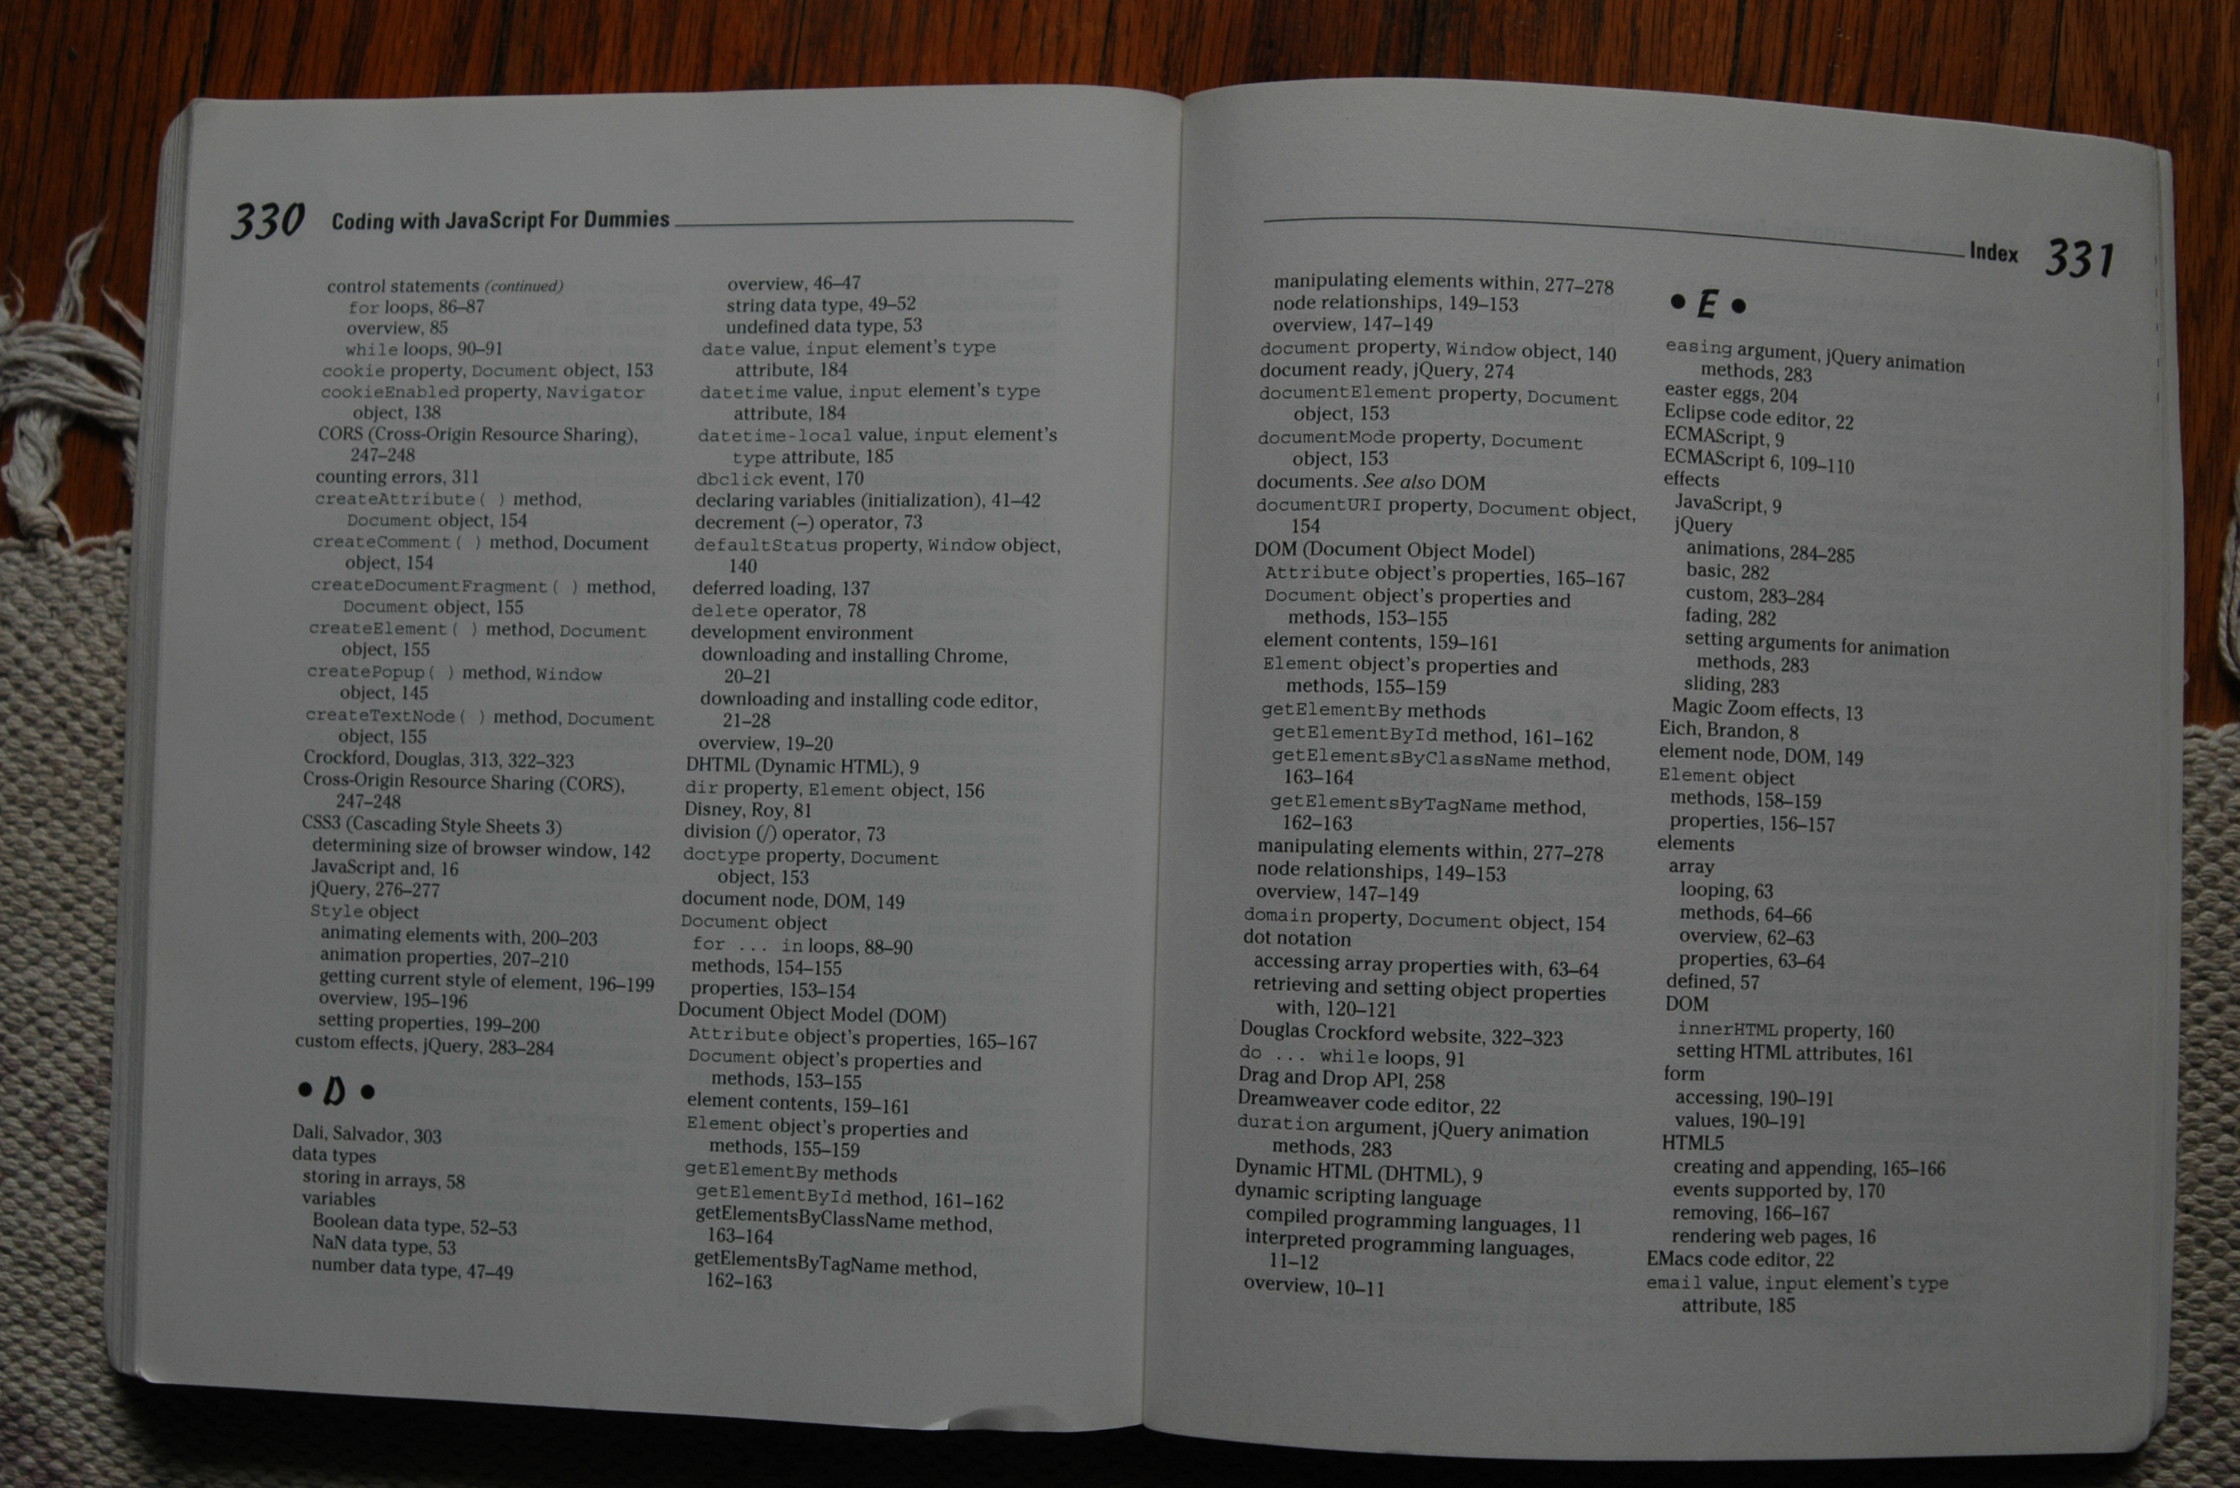 330 Coding with JavaScript For Dummies
control statements (continued)
for loops, 86–87
overview, 85
while loops, 90–91
cookie property, Document object, 153
cookieEnabled property, Navigator
object, 138
CORS (Cross-Origin Resource Sharing),
247–248
counting errors, 311
createAttribute( ) method,
Document object, 154
createComment( ) method, Document
object, 154
createDocumentFragment( ) method,
Document object, 155
createElement( ) method, Document
object, 155
createPopup( ) method, Window
object, 145
createTextNode( ) method, Document
object, 155
Crockford, Douglas, 313, 322–323
Cross-Origin Resource Sharing (CORS),
247–248
CSS3 (Cascading Style Sheets 3)
determining size of browser window, 142
JavaScript and, 16
jQuery, 276–277
Style object
animating elements with, 200–203
animation properties, 207–210
getting current style of element, 196–199
overview, 195–196
setting properties, 199–200
custom effects, jQuery, 283–284
• D •
Dali, Salvador, 303
data types
storing in arrays, 58
variables
Boolean data type, 52–53
NaN data type, 53
number data type, 47–49
overview, 46–47
string data type, 49–52
undefined data type, 53
date value, input element's type
attribute, 184
datetime value, input element's type
attribute, 184
datetime-local value, input element's
type attribute, 185
dbclick event, 170
declaring variables (initialization), 41–42
decrement (–) operator, 73
defaultStatus property, Window object,
140
deferred loading, 137
delete operator, 78
development environment
downloading and installing Chrome,
20–21
downloading and installing code editor,
21–28
overview, 19–20
DHTML (Dynamic HTML), 9
dir property, Element object, 156
Disney, Roy, 81
division (/) operator, 73
doctype property, Document
object, 153
document node, DOM, 149
Document object
for ... in loops, 88–90
methods, 154–155
properties, 153–154
Document Object Model (DOM)
Attribute object's properties, 165–167
Document object's properties and
methods, 153–155
element contents, 159–161
Element object's properties and
methods, 155–159
getElementBy methods
getElementById method, 161–162
getElementsByClassName method,
163–164
getElementsByTagName method,
162–163
Index 331
manipulating elements within, 277–278
node relationships, 149–153
overview, 147–149
document property, Window object, 140
document ready, jQuery, 274
documentElement property, Document
object, 153
documentMode property, Document
object, 153
documents. See also DOM
documentURI property, Document object,
154
DOM (Document Object Model)
Attribute object's properties, 165–167
Document object's properties and
methods, 153–155
element contents, 159–161
Element object's properties and
methods, 155–159
getElementBy methods
getElementById method, 161–162
getElementsByClassName method,
163–164
getElementsByTagName method,
162–163
manipulating elements within, 277–278
node relationships, 149–153
overview, 147–149
domain property, Document object, 154
dot notation
accessing array properties with, 63–64
retrieving and setting object properties
with, 120–121
Douglas Crockford website, 322–323
do ... while loops, 91
Drag and Drop API, 258
Dreamweaver code editor, 22
duration argument, jQuery animation
methods, 283
Dynamic HTML (DHTML), 9
dynamic scripting language
compiled programming languages, 11
interpreted programming languages,
11–12
overview, 10–11
• E •
easing argument, jQuery animation
methods, 283
easter eggs, 204
Eclipse code editor, 22
ECMAScript, 9
ECMAScript 6, 109–110
effects
JavaScript, 9
jQuery
animations, 284–285
basic, 282
custom, 283–284
fading, 282
setting arguments for animation
methods, 283
sliding, 283
Magic Zoom effects, 13
Eich, Brandon, 8
element node, DOM, 149
Element object
methods, 158–159
properties, 156–157
elements
array
looping, 63
methods, 64–66
overview, 62–63
properties, 63–64
defined, 57
DOM
innerHTML property, 160
setting HTML attributes, 161
form
accessing, 190–191
values, 190–191
HTML5
creating and appending, 165–166
events supported by, 170
removing, 166–167
rendering web pages, 16
EMacs code editor, 22
email value, input element's type
attribute, 185